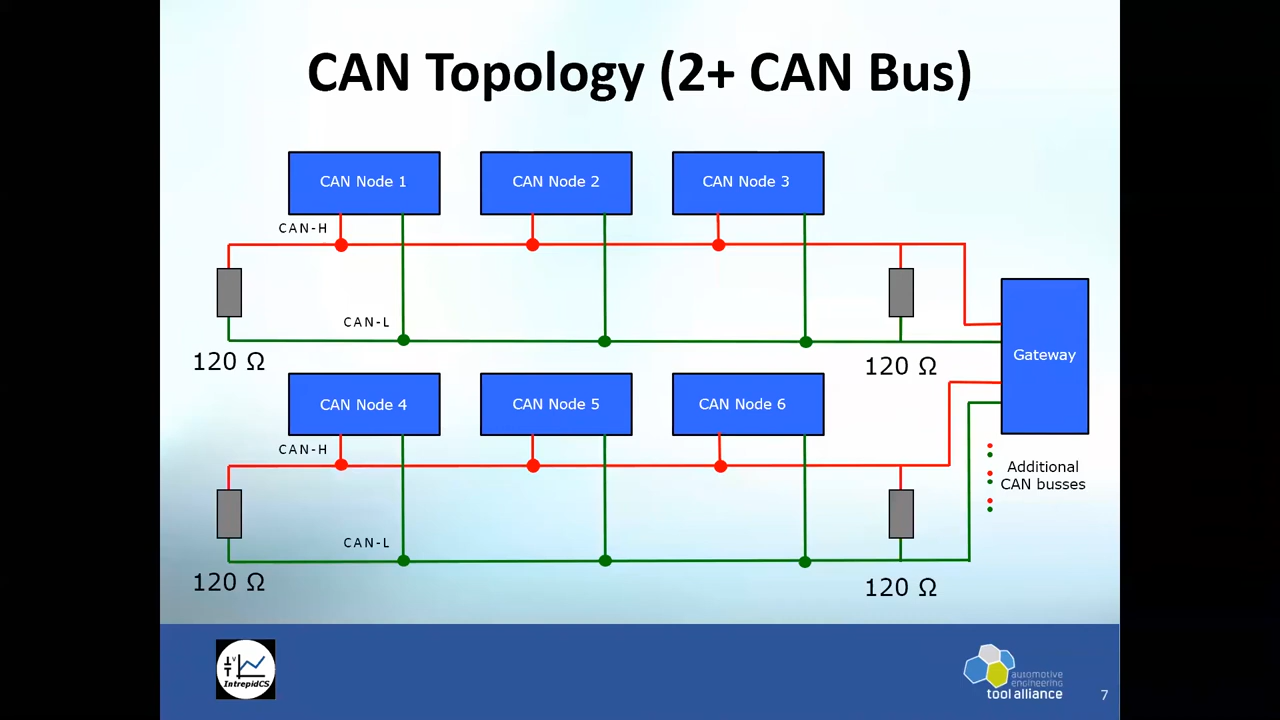 CAN Topology (2+ CAN Bus)
CAN Node 1
CAN Node 2
CAN Node 3
CAN-H
CAN-L
120 Ω
120 Ω
Gateway
CAN Node 4
CAN Node 5
CAN Node 6
CAN-H
CAN-L
120 Ω
120 Ω
Additional
CAN busses
V
IntrepidCS
automotive
engineering
tool alliance
7